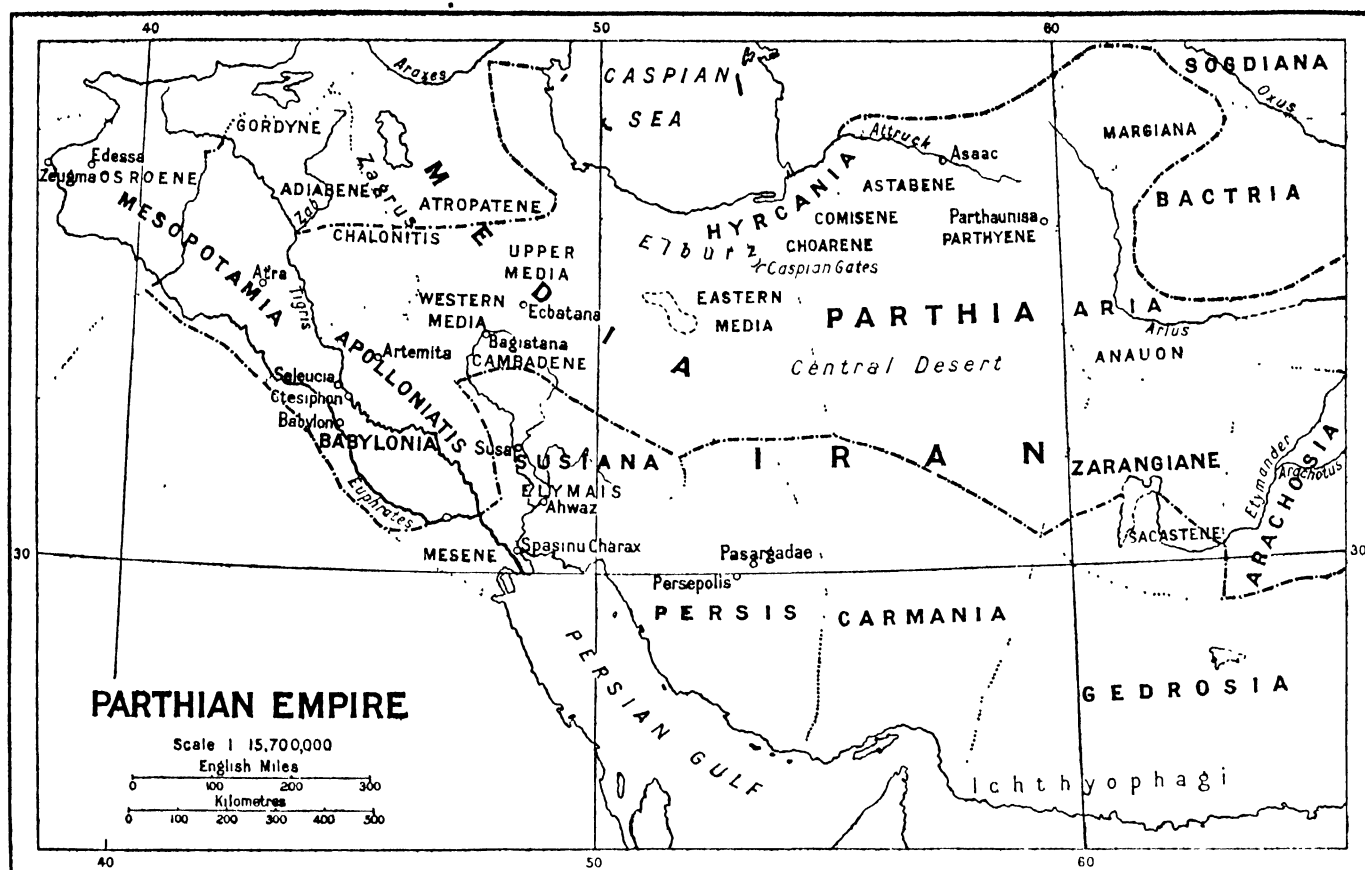 40
50
60
CASPIAN
SEA
Araxes
SOGDIANA
Oxus
GORDYNE
MARGIANA
Attruck
Asaac
Edessa
Zeugma
OSROENE
Zagrus
MEDIA
ADIABENE
Zab
ATROPATENE
ASTABENE
BACTRIA
MESOPOTAMIA
HYRCANIA
COMISENE
Parthaunisa
PARTHYENE
CHALONITIS
Elburz
CHOARENE
Caspian Gates
UPPER
MEDIA
Atra
Tigris
WESTERN
MEDIA
Ecbatana
EASTERN
MEDIA
PARTHIA
ARIA
Arius
Bagistana
CAMBADENE
ANAUON
APOLLONIATIS
Artemita
Central Desert
Seleucia
Ctesiphon
Babylon
BABYLONIA
Susa
SUSIANA
IRAN
ZARANGIANE
Etymander
Arachotus
ARACHOSIA
ELYMAIS
Ahwaz
Euphrates
SACASTENE
30
MESENE
Spasinu Charax
Pasargadae
30
Persepolis
PERSIS
CARMANIA
PERSIAN GULF
GEDROSIA
Ichthyophagi
PARTHIAN EMPIRE
Scale 1 15,700,000
English Miles
0 100 200 300
Kilometres
0 100 200 300 400 500
40
50
60